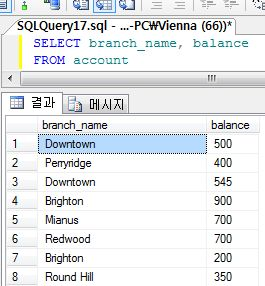 SQLQuery17.sql - ...-PC₩Vienna (66))*
SELECT branch_name, balance
FROM account
결과 메시지
branch_name balance
1 Downtown 500
2 Perryridge 400
3 Downtown 545
4 Brighton 900
5 Mianus 700
6 Redwood 700
7 Brighton 200
8 Round Hill 350